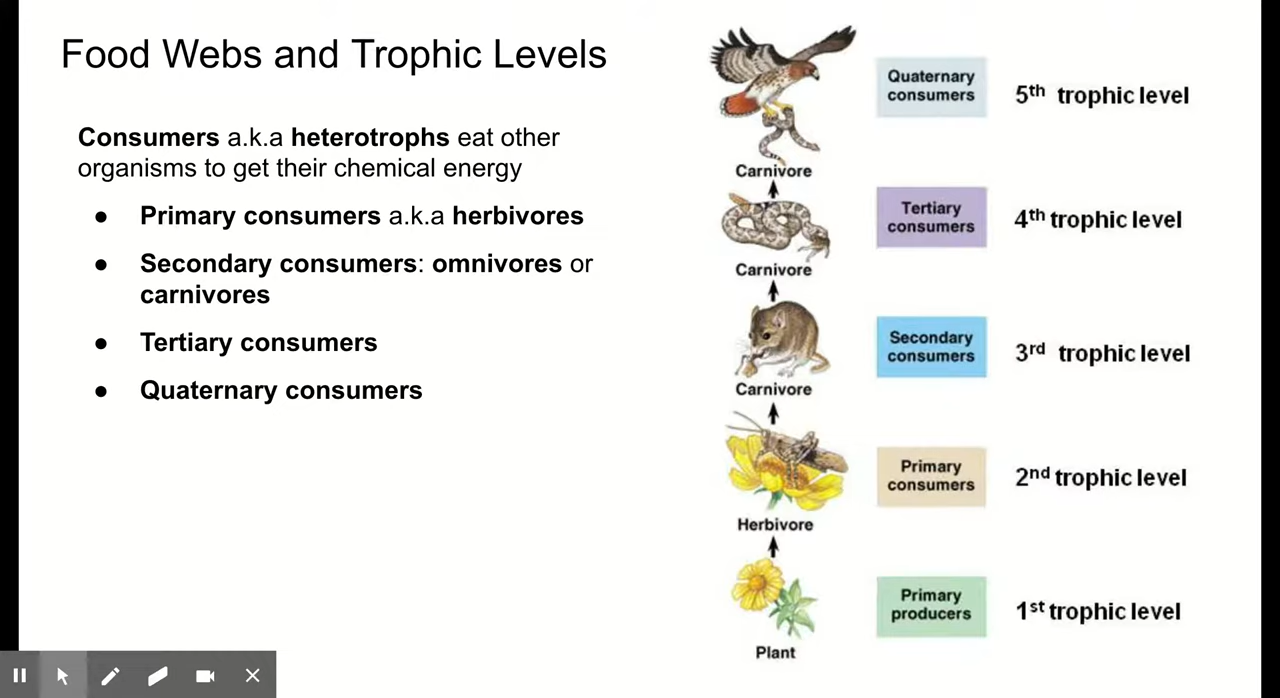 Food Webs and Trophic Levels
Consumers a.k.a heterotrophs eat other
organisms to get their chemical energy
● Primary consumers a.k.a herbivores
● Secondary consumers: omnivores or
carnivores
● Tertiary consumers
● Quaternary consumers
Carnivore
Quaternary
consumers
5th trophic level
Carnivore
Tertiary
consumers
4th trophic level
Carnivore
Secondary
consumers
3rd trophic level
Herbivore
Primary
consumers
2nd trophic level
Plant
Primary
producers
1st trophic level